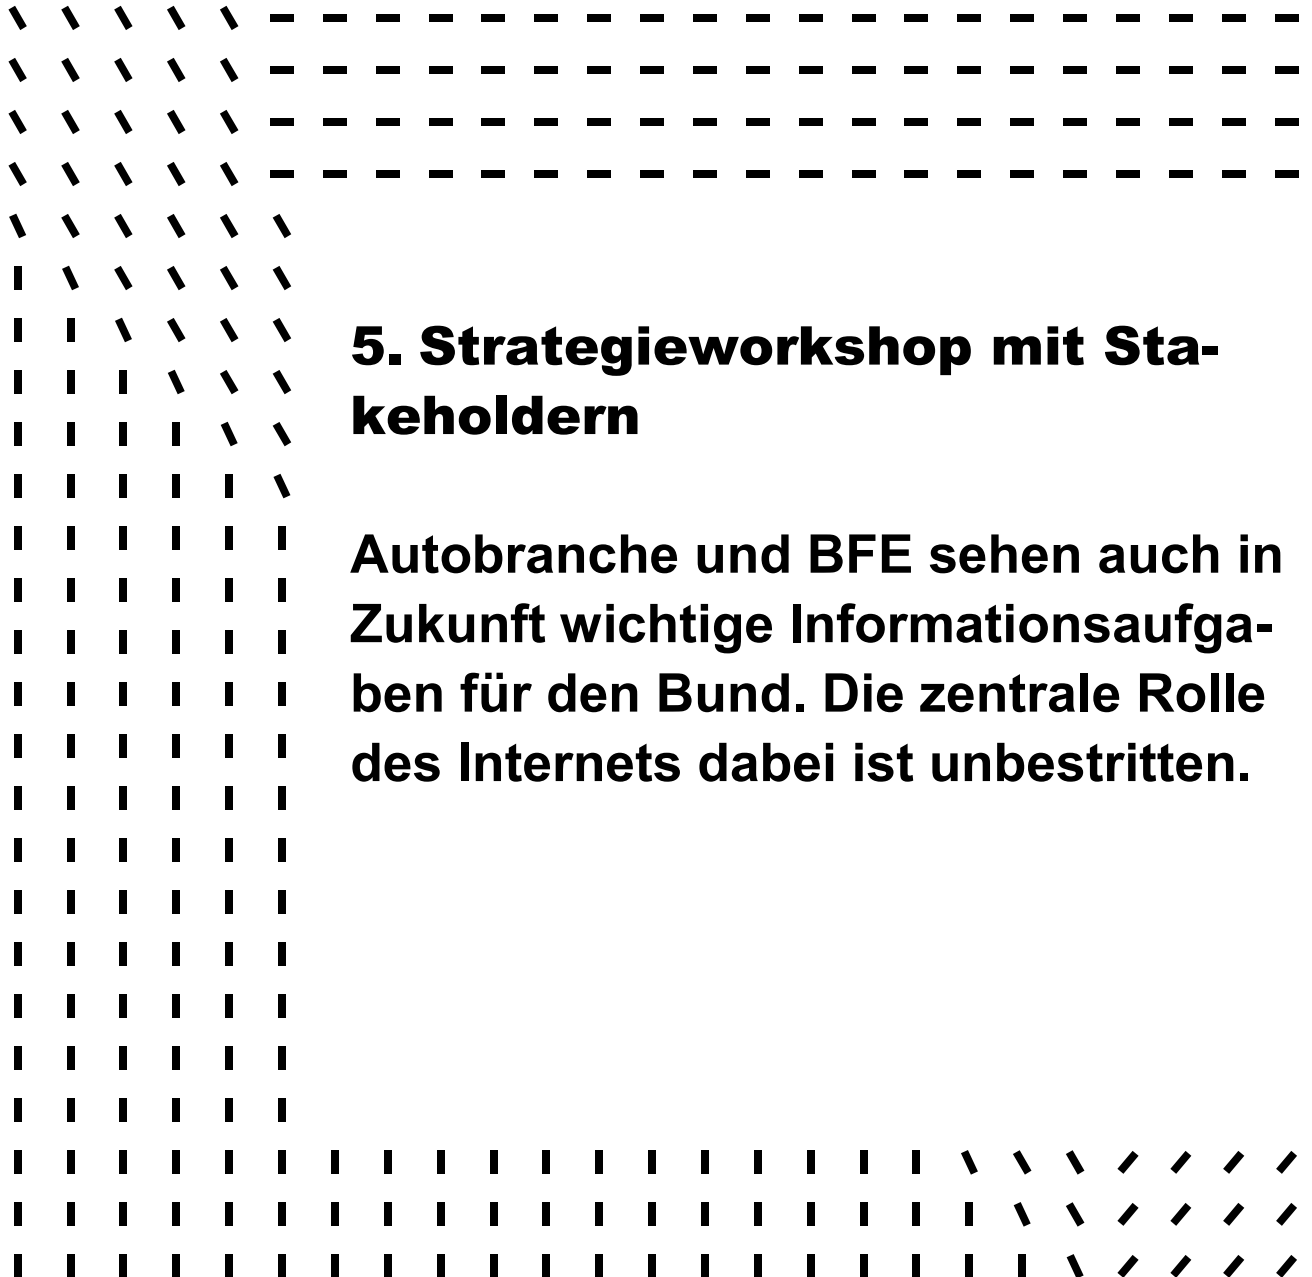 5. Strategieworkshop mit Sta-
keholdern
Autobranche und BFE sehen auch in
Zukunft wichtige Informationsaufga-
ben für den Bund. Die zentrale Rolle
des Internets dabei ist unbestritten.